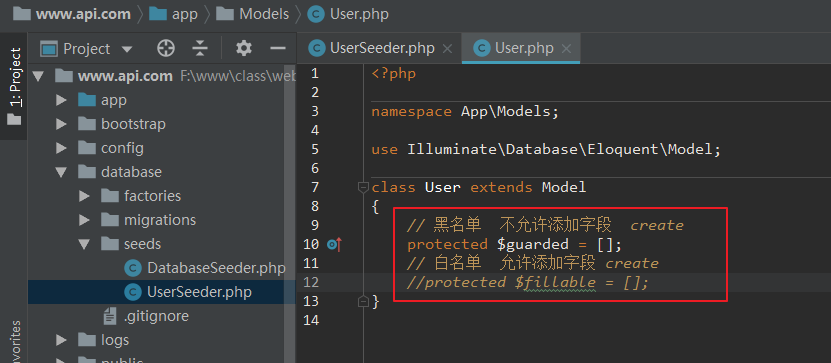 www.api.com > app > Models > User.php
Project
UserSeeder.php × User.php ×
1: Project
www.api.com F:\www\class\web
app
bootstrap
config
database
factories
migrations
seeds
DatabaseSeeder.php
UserSeeder.php
.gitignore
logs
public
avorites
1 <?php
2
3 namespace App\Models;
4
5 use Illuminate\Database\Eloquent\Model;
6
7 class User extends Model
8 {
9 // 黑名单 不允许添加字段 create
10 protected $guarded = [];
11 // 白名单 允许添加字段 create
12 //protected $fillable = [];
13 }
14